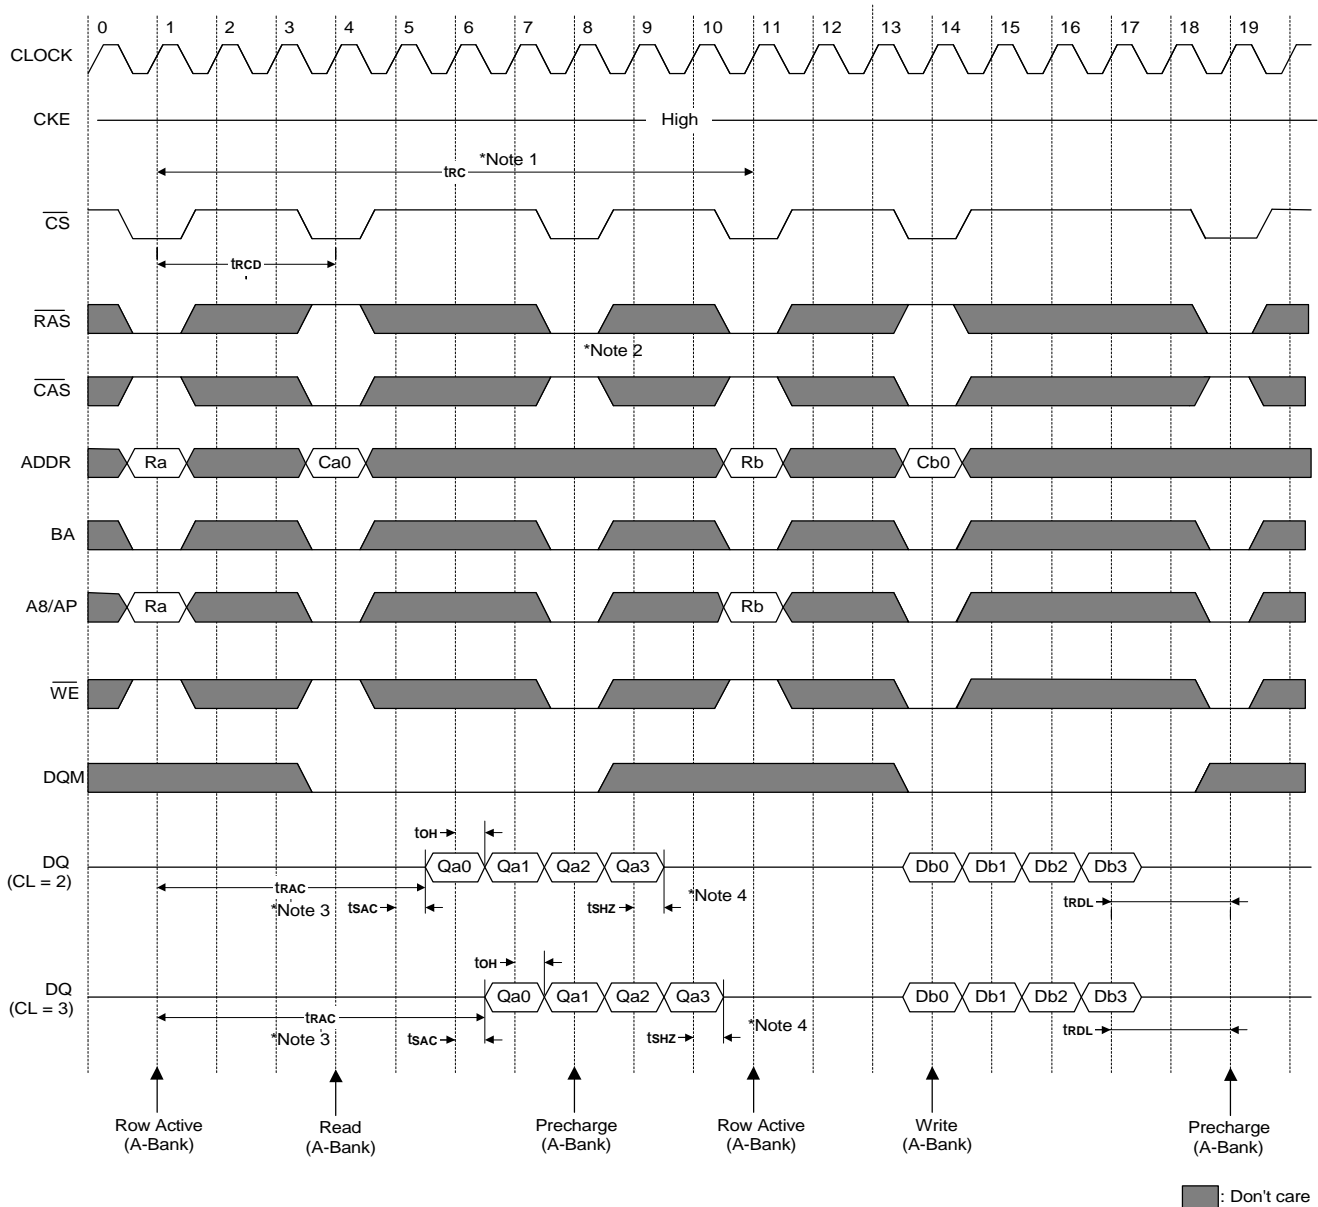 0 1 2 3 4 5 6 7 8 9 10 11 12 13 14 15 16 17 18 19
CLOCK
CKE
High
*Note 1
tRC
CS
tRCD
RAS
*Note 2
CAS
ADDR Ra Ca0 Rb Cb0
BA
A8/AP Ra Rb
WE
DQM
tOH
DQ
(CL = 2)
Qa0 Qa1 Qa2 Qa3 Db0 Db1 Db2 Db3
tRAC
*Note 3 tSAC tSHZ *Note 4 tRDL
tOH
DQ
(CL = 3)
Qa0 Qa1 Qa2 Qa3 Db0 Db1 Db2 Db3
tRAC
*Note 3 tSAC tSHZ *Note 4 tRDL
Row Active
(A-Bank)
Read
(A-Bank)
Precharge
(A-Bank)
Row Active
(A-Bank)
Write
(A-Bank)
Precharge
(A-Bank)
: Don't care